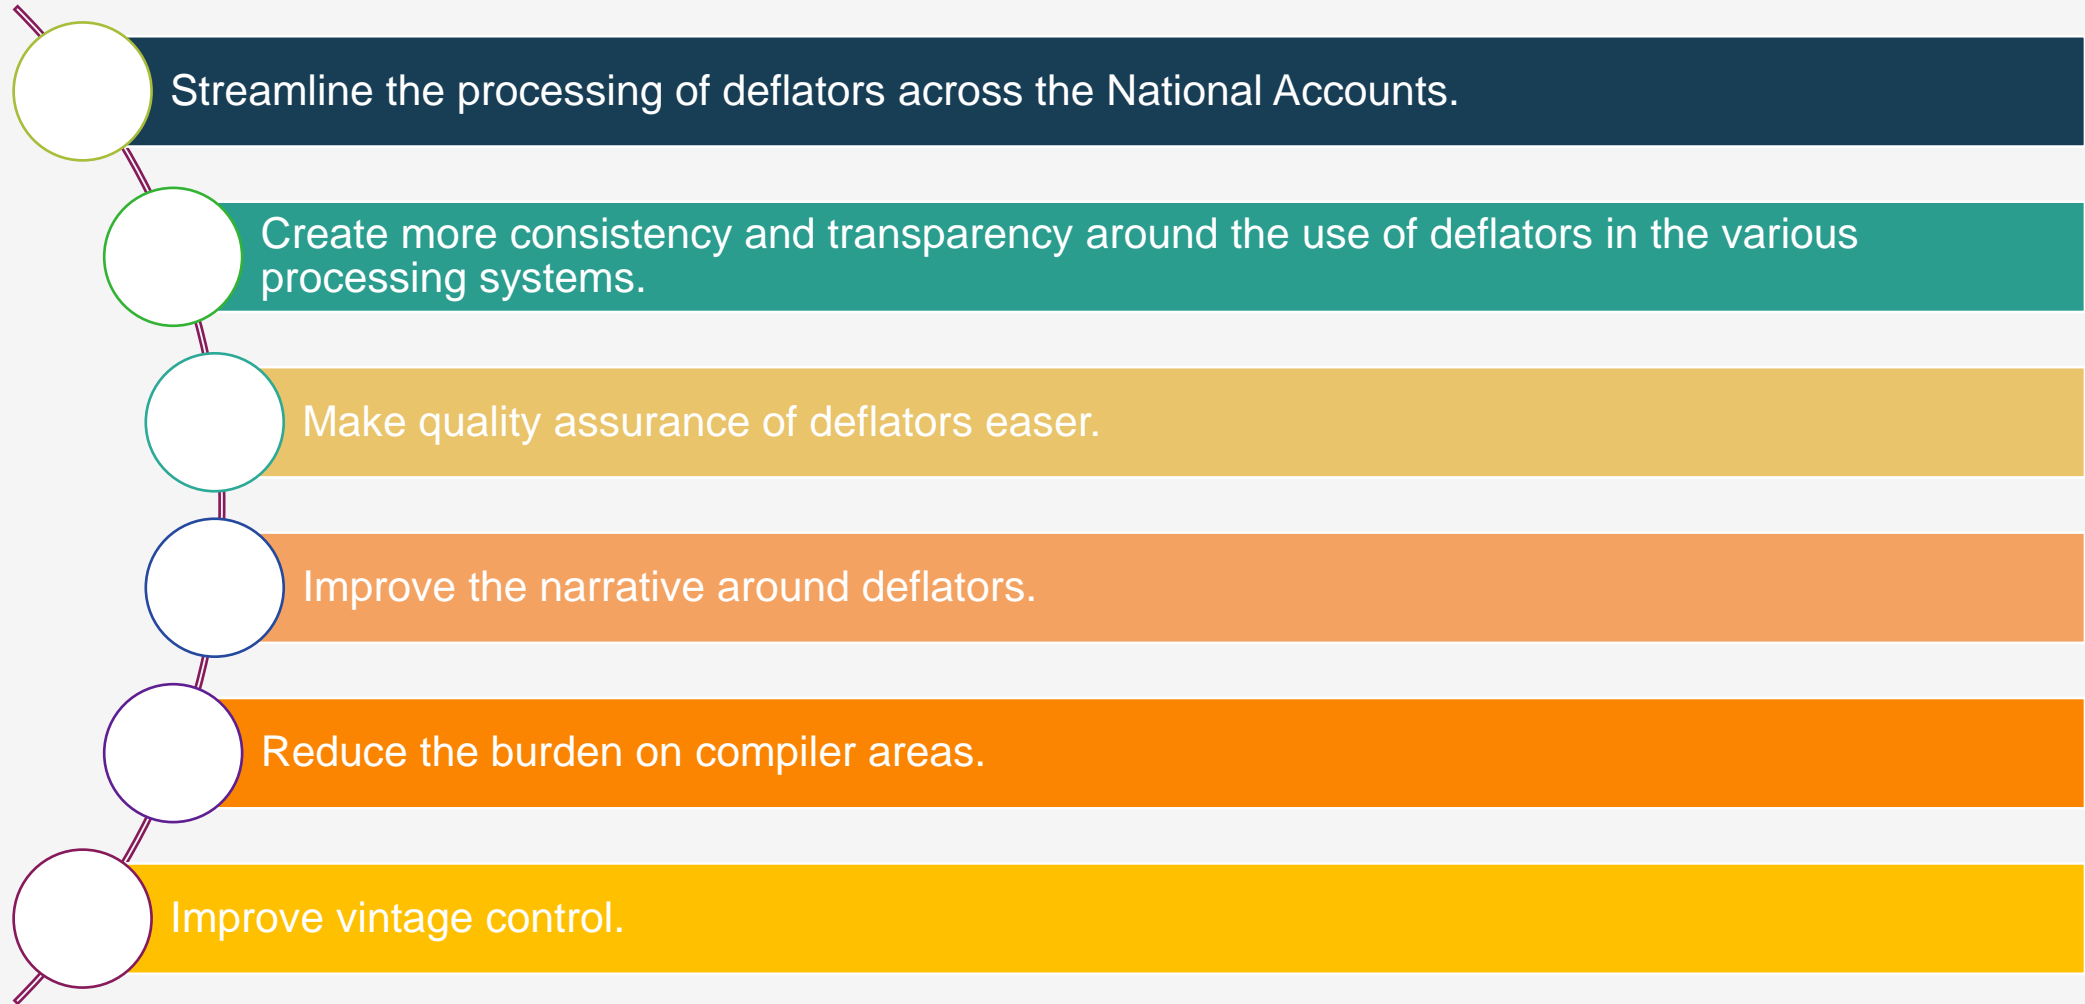 Streamline the processing of deflators across the National Accounts.
Create more consistency and transparency around the use of deflators in the various
processing systems.
Make quality assurance of deflators easer.
Improve the narrative around deflators.
Reduce the burden on compiler areas.
Improve vintage control.